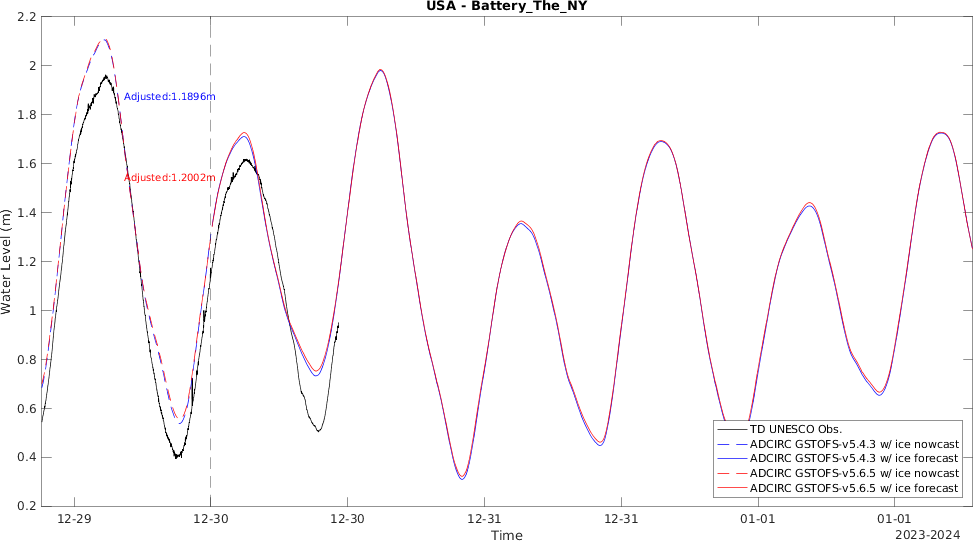 USA - Battery_The_NY
2.2
2
1.8
1.6
1.4
1.2
1
0.8
0.6
0.4
0.2
Water Level (m)
Adjusted:1.1896m
Adjusted:1.2002m
TD UNESCO Obs.
ADCIRC GSTOFS-v5.4.3 w/ ice nowcast
ADCIRC GSTOFS-v5.4.3 w/ ice forecast
ADCIRC GSTOFS-v5.6.5 w/ ice nowcast
ADCIRC GSTOFS-v5.6.5 w/ ice forecast
12-29 12-30 12-30 12-31 12-31 01-01 01-01
Time
2023-2024